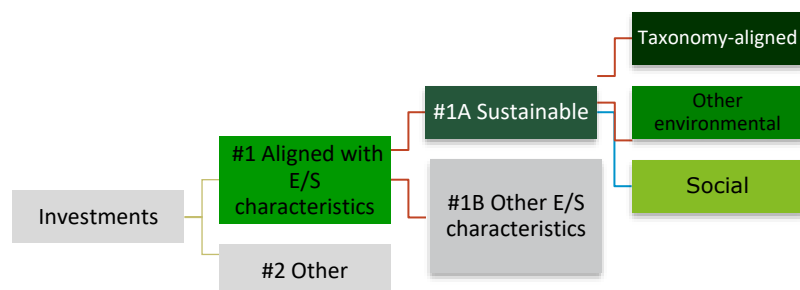 Taxonomy-aligned
#1A Sustainable
Other
environmental
#1 Aligned with
E/S
characteristics
Social
#1B Other E/S
characteristics
Investments
#2 Other